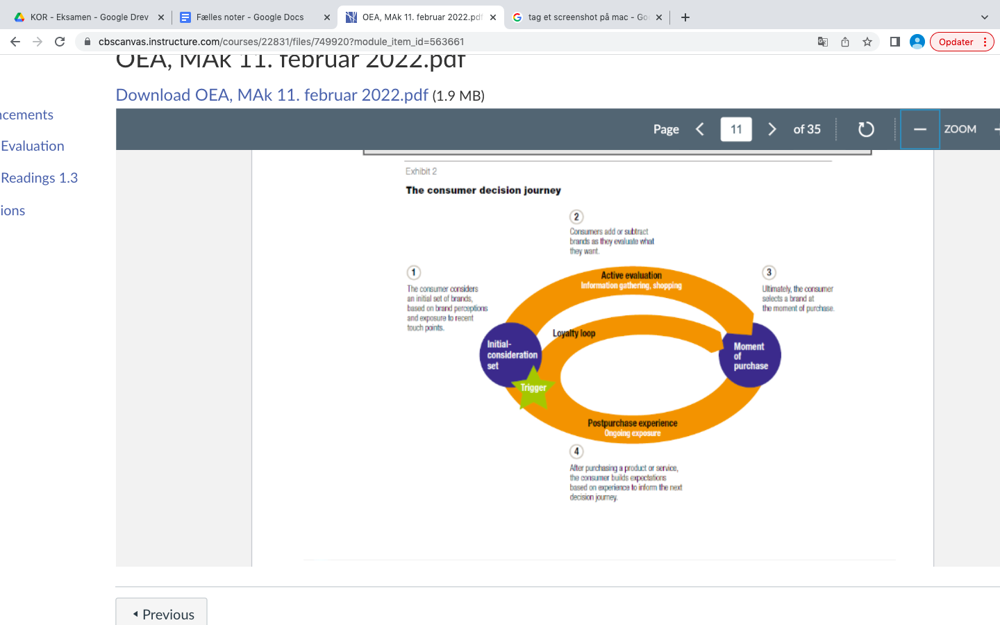 KOR - Eksamen - Google Drev
Fælles noter - Google Docs
OEA, MAk 11. februar 2022.pdf
tag et screenshot på mac - Goo
cbscanvas.instructure.com/courses/22831/files/749920?module_item_id=563661
Opdater
OEA, MAk 11. februar 2022.pdf
Download OEA, MAk 11. februar 2022.pdf (1.9 MB)
ncements
Evaluation
Readings 1.3
ions
Page 11 of 35 ZOOM
Exhibit 2
The consumer decision journey
2
Consumers add or subtract
brands as they evaluate what
they want.
1
The consumer considers
an initial set of brands,
based on brand perceptions
and exposure to recent
touch points.
Active evaluation
Information gathering, shopping
3
Ultimately, the consumer
selects a brand at
the moment of purchase.
Loyalty loop
Initial-
consideration
set
Moment
of
purchase
Trigger
Postpurchase experience
Ongoing exposure
4
After purchasing a product or service,
the consumer builds expectations
based on experience to inform the next
decision journey.
Previous